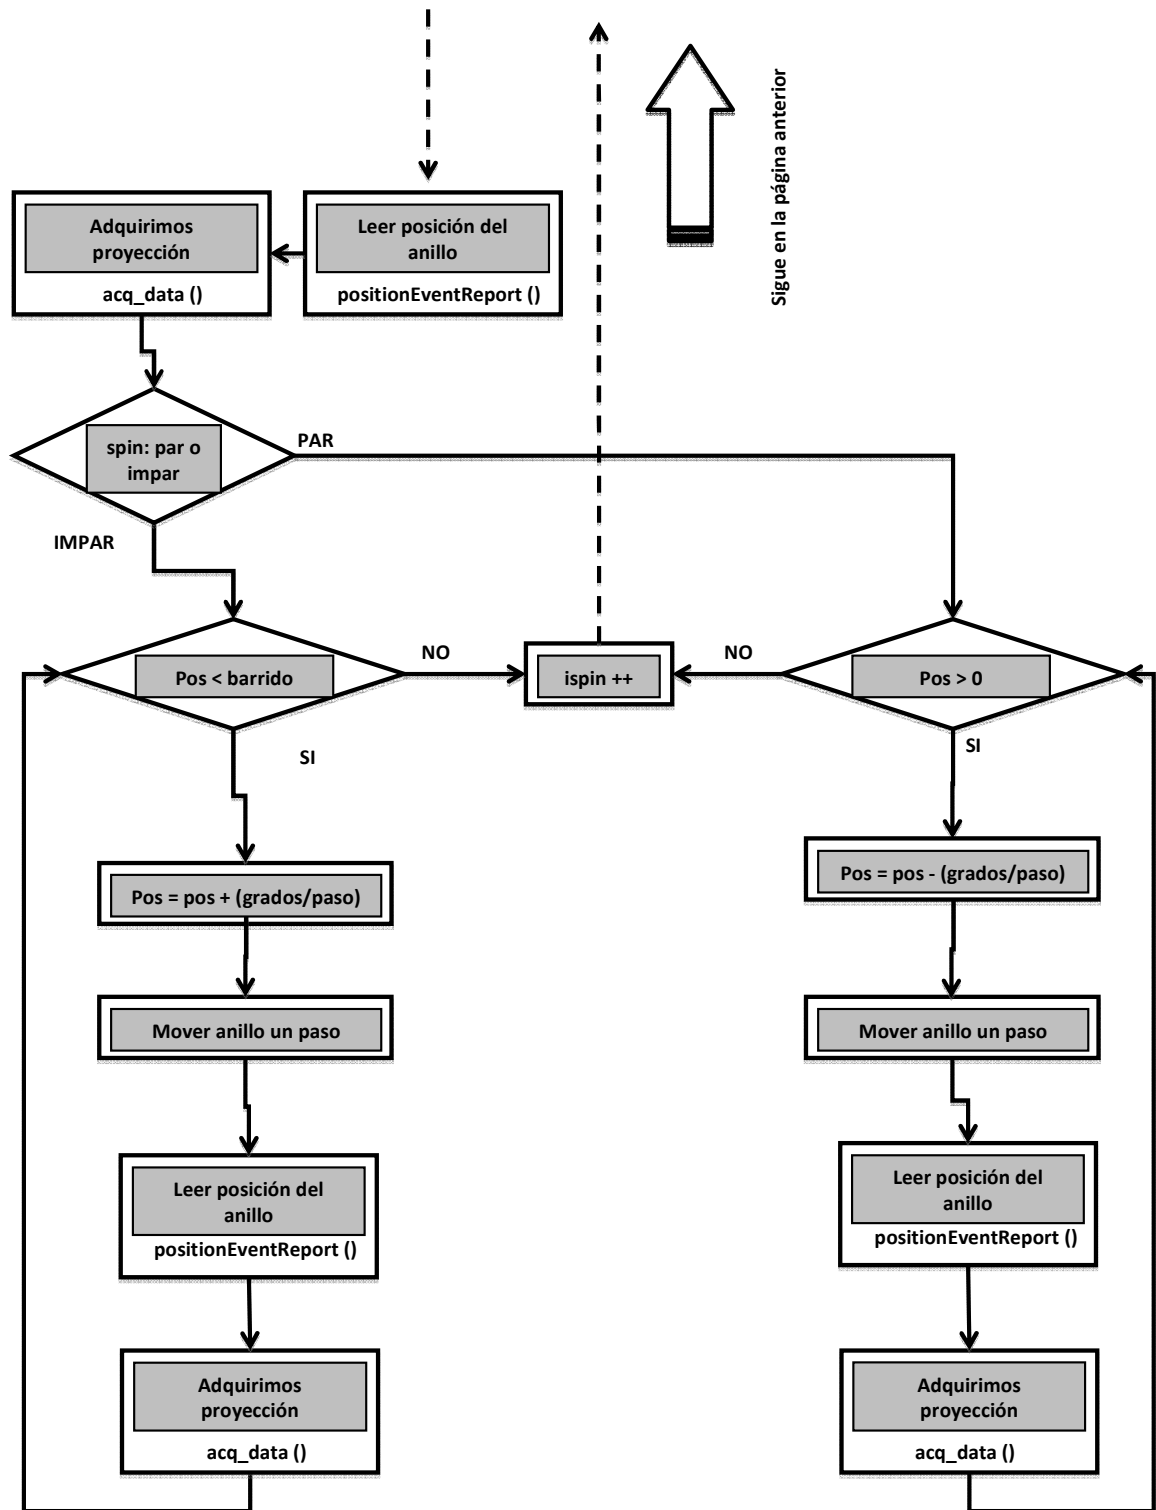 Sigue en la página anterior
Adquirimos
proyección
acq_data ()
Leer posición del
anillo
positionEventReport ()
spin: par o
impar
PAR
IMPAR
Pos < barrido
NO
ispin ++
NO
Pos > 0
SI
SI
Pos = pos + (grados/paso)
Pos = pos - (grados/paso)
Mover anillo un paso
Mover anillo un paso
Leer posición del
anillo
positionEventReport ()
Leer posición del
anillo
positionEventReport ()
Adquirimos
proyección
acq_data ()
Adquirimos
proyección
acq_data ()